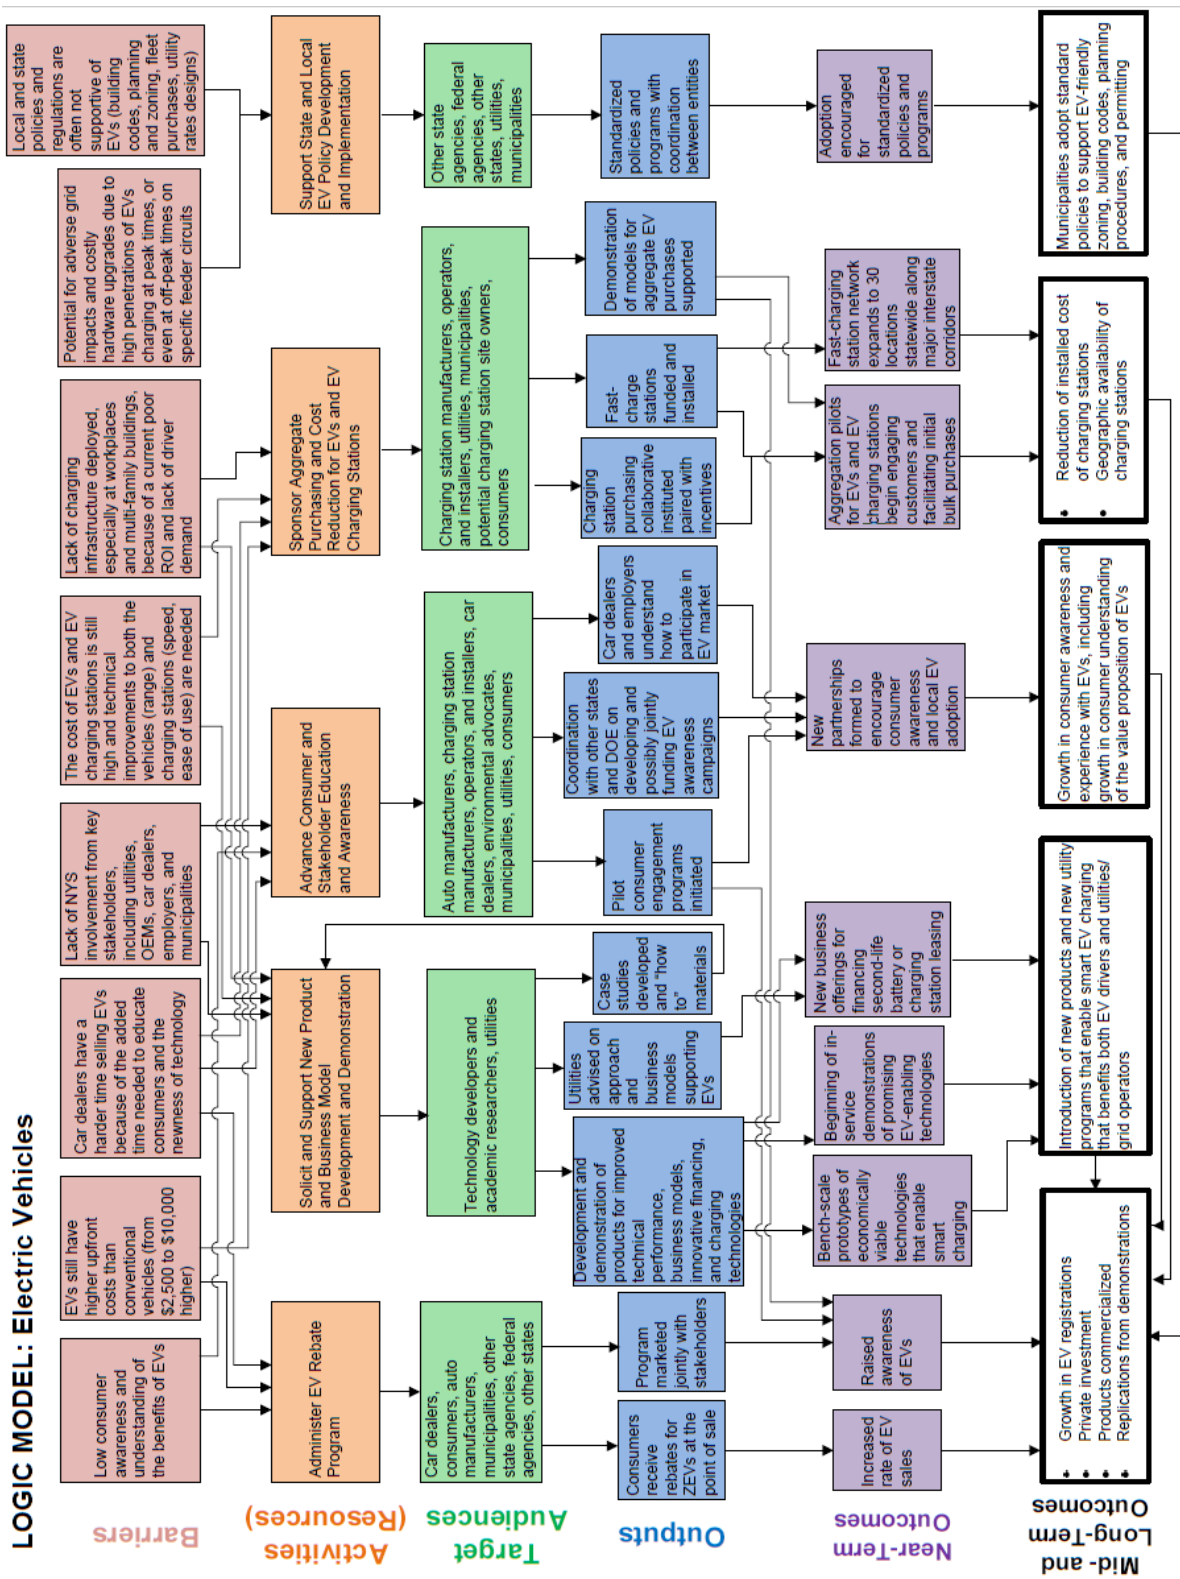 LOGIC MODEL: Electric Vehicles
Barriers
Low consumer
awareness and
understanding of
the benefits of EVs
EVs still have
higher upfront
costs than
conventional
vehicles (from
$2,500 to $10,000
higher)
Car dealers have a
harder time selling EVs
because of the added
time needed to educate
consumers and the
newness of technology
Lack of NYS
involvement from key
stakeholders,
including utilities,
OEMs, car dealers,
employers, and
municipalities
The cost of EVs and EV
charging stations is still
high and technical
improvements to both the
vehicles (range) and
charging stations (speed,
ease of use) are needed
Lack of charging
infrastructure deployed,
especially at workplaces
and multi-family buildings,
because of a current poor
ROI and lack of driver
demand
Potential for adverse grid
impacts and costly
hardware upgrades due to
high penetrations of EVs
charging at peak times, or
even at off-peak times on
specific feeder circuits
Local and state
policies and
regulations are
often not
supportive of
EVs (building
codes, planning
and zoning, fleet
purchases, utility
rates designs)
Activities
(Resources)
Administer EV Rebate
Program
Solicit and Support New Product
and Business Model
Development and Demonstration
Advance Consumer and
Stakeholder Education
and Awareness
Sponsor Aggregate
Purchasing and Cost
Reduction for EVs and EV
Charging Stations
Support State and Local
EV Policy Development
and Implementation
Target
Audiences
Car dealers,
consumers, auto
manufacturers,
municipalities, other
state agencies, federal
agencies, other states
Technology developers and
academic researchers, utilities
Auto manufacturers, charging station
manufacturers, operators, and installers, car
dealers, environmental advocates,
municipalities, utilities, consumers
Charging station manufacturers, operators,
and installers, utilities, municipalities,
potential charging station site owners,
consumers
Other state
agencies, federal
agencies, other
states, utilities,
municipalities
Outputs
Consumers
receive
rebates for
ZEVs at the
point of sale
Program
marketed
jointly with
stakeholders
Development and
demonstration of
products for improved
technical
performance,
business models,
innovative financing,
and charging
technologies
Utilities
advised on
approach
and
business
models
supporting
EVs
Case
studies
developed
and "how
to"
materials
Pilot
consumer
engagement
programs
initiated
Coordination
with other states
and DOE on
developing and
possibly jointly
funding EV
awareness
campaigns
Car dealers
and employers
understand
how to
participate in
EV market
Charging
station
purchasing
collaborative
instituted
paired with
incentives
Fast-
charge
stations
funded and
installed
Demonstration
of models for
aggregate EV
purchases
supported
Standardized
policies and
programs with
coordination
between entities
Near-Term
Outcomes
Increased
rate of EV
sales
Raised
awareness
of EVs
Bench-scale
prototypes of
economically
viable
technologies
that enable
smart
charging
Beginning of in-
service
demonstrations
of promising
EV-enabling
technologies
New business
offerings for
financing
second-life
battery or
charging
station leasing
New
partnerships
formed to
encourage
consumer
awareness
and local EV
adoption
Aggregation pilots
for EVs and EV
charging stations
begin engaging
customers and
facilitating initial
bulk purchases
Fast-charging
station network
expands to 30
locations
statewide along
major interstate
corridors
Adoption
encouraged
for
standardized
policies and
programs
Mid- and
Long-Term
Outcomes
• Growth in EV registrations
• Private investment
• Products commercialized
• Replications from demonstrations
Introduction of new products and new utility
programs that enable smart EV charging
that benefits both EV drivers and utilities/
grid operators
Growth in consumer awareness and
experience with EVs, including
growth in consumer understanding
of the value proposition of EVs
• Reduction of installed cost
of charging stations
• Geographic availability of
charging stations
Municipalities adopt standard
policies to support EV-friendly
zoning, building codes, planning
procedures, and permitting